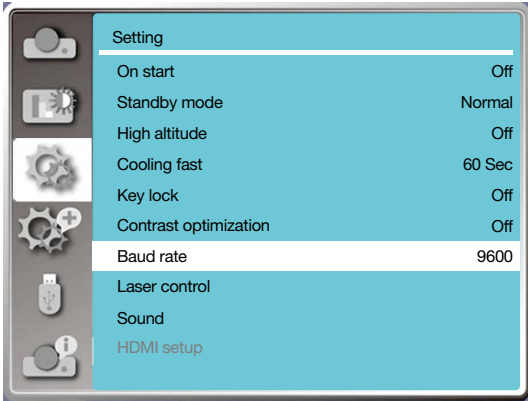 Setting
On start Off
Standby mode Normal
High altitude Off
Cooling fast 60 Sec
Key lock Off
Contrast optimization Off
Baud rate 9600
Laser control
Sound
HDMI setup